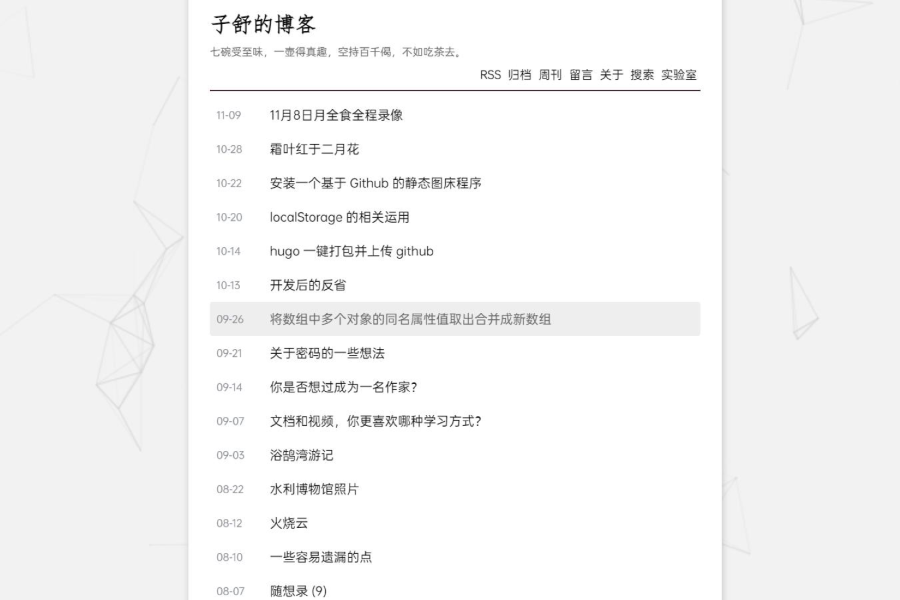 子舒的博客
七碗受至味，一壶得真趣，空持百千偈，不如吃茶去。
RSS 归档 周刊 留言 关于 搜索 实验室
11-09 11月8日月全食全程录像
10-28 霜叶红于二月花
10-22 安装一个基于 Github 的静态图床程序
10-20 localStorage 的相关运用
10-14 hugo 一键打包并上传 github
10-13 开发后的反省
09-26 将数组中多个对象的同名属性值取出合并成新数组
09-21 关于密码的一些想法
09-14 你是否想过成为一名作家？
09-07 文档和视频，你更喜欢哪种学习方式？
09-03 浴鹄湾游记
08-22 水利博物馆照片
08-12 火烧云
08-10 一些容易遗漏的点
08-07 随想录 (9)